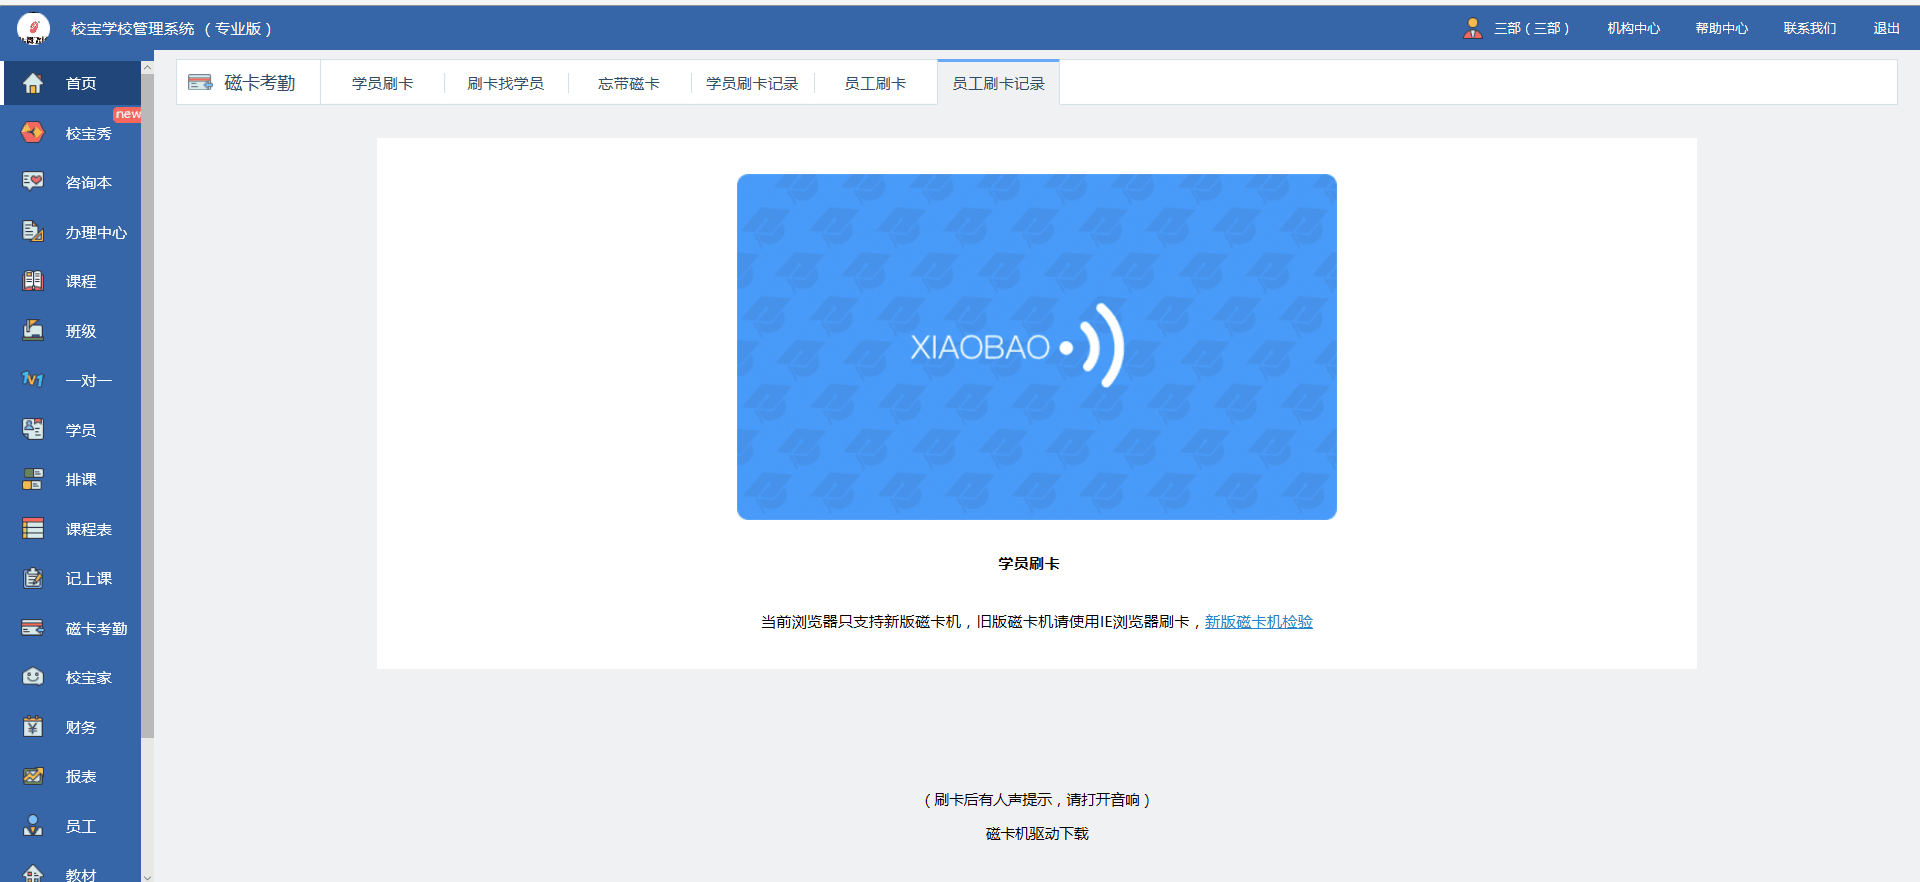 校宝学校管理系统 （专业版）
三部（三部）
机构中心
帮助中心
联系我们
退出
首页
new
校宝秀
咨询本
办理中心
课程
班级
1V1
一对一
学员
排课
课程表
记上课
磁卡考勤
校宝家
财务
报表
员工
教材
磁卡考勤
学员刷卡
刷卡找学员
忘带磁卡
学员刷卡记录
员工刷卡
员工刷卡记录
XIAOBAO
学员刷卡
当前浏览器只支持新版磁卡机，旧版磁卡机请使用IE浏览器刷卡，新版磁卡机检验
（刷卡后有人声提示，请打开音响）
磁卡机驱动下载